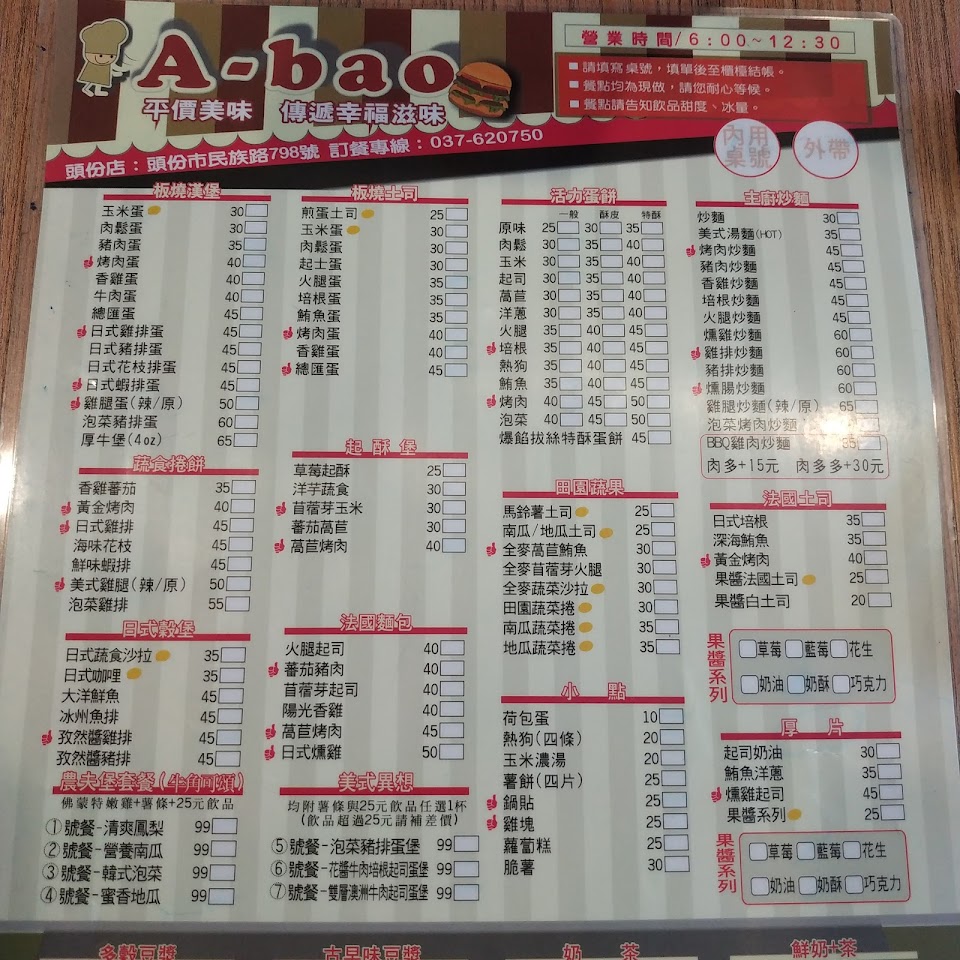 A-bao
平價美味 傳遞幸福滋味
營業時間/6:00~12:30
■請填寫桌號，填單後至櫃檯結帳。
■餐點均為現做，請您耐心等候。
■餐點請告知飲品甜度、冰量。
頭份店：頭份市民族路798號 訂餐專線：037-620750
內用桌號
外帶
板燒漢堡
玉米蛋 30
肉鬆蛋 30
豬肉蛋 35
烤肉蛋 40
香雞蛋 40
牛肉蛋 40
總匯蛋 45
日式雞排蛋 45
日式豬排蛋 45
日式花枝排蛋 45
日式蝦排蛋 45
雞腿蛋(辣/原) 50
泡菜豬排蛋 60
厚牛堡(4oz) 65
蔬食捲餅
香雞蕃茄 35
黃金烤肉 40
日式雞排 45
海味花枝 45
鮮味蝦排 45
美式雞腿(辣/原) 50
泡菜雞排 55
日式穀堡
日式蔬食沙拉 35
日式咖哩 35
大洋鮮魚 45
冰州魚排 45
孜然醬雞排 45
孜然醬豬排 45
農夫堡套餐(牛角可頌)
佛蒙特嫩雞+薯條+25元飲品
①號餐-清爽鳳梨 99
②號餐-營養南瓜 99
③號餐-韓式泡菜 99
④號餐-蜜香地瓜 99
板燒土司
煎蛋土司 25
玉米蛋 30
肉鬆蛋 30
起士蛋 30
火腿蛋 35
培根蛋 35
鮪魚蛋 35
烤肉蛋 40
香雞蛋 40
總匯蛋 45
起酥堡
草莓起酥 25
洋芋蔬食 30
苜蓿芽玉米 30
蕃茄萵苣 30
萵苣烤肉 40
法國麵包
火腿起司 40
蕃茄豬肉 40
苜蓿芽起司 40
陽光香雞 40
萵苣烤肉 45
日式燻雞 50
美式異想
均附薯條與25元飲品任選1杯
(飲品超過25元請補差價)
⑤號餐-泡菜豬排蛋堡 99
⑥號餐-花醬牛肉培根起司蛋堡 99
⑦號餐-雙層澳洲牛肉起司蛋堡 99
活力蛋餅
一般 酥皮 特酥
原味 25 30 35
肉鬆 30 35 40
玉米 30 35 40
起司 30 35 40
萵苣 30 35 40
洋蔥 30 35 40
火腿 35 40 45
培根 35 40 45
熱狗 35 40 45
鮪魚 35 40 45
烤肉 40 45 50
泡菜 40 45 50
爆餡拔絲特酥蛋餅 45
田園蔬果
馬鈴薯土司 25
南瓜/地瓜土司 25
全麥萵苣鮪魚 30
全麥苜蓿芽火腿 30
全麥蔬菜沙拉 30
田園蔬菜捲 30
南瓜蔬菜捲 35
地瓜蔬菜捲 35
小點
荷包蛋 10
熱狗(四條) 20
玉米濃湯 20
薯餅(四片) 25
鍋貼 25
雞塊 25
蘿蔔糕 25
脆薯 30
主廚炒麵
炒麵 30
美式湯麵(HOT) 35
烤肉炒麵 45
豬肉炒麵 45
香雞炒麵 45
培根炒麵 45
火腿炒麵 45
燻雞炒麵 60
雞排炒麵 60
豬排炒麵 60
燻腸炒麵 60
雞腿炒麵(辣/原) 65
泡菜烤肉炒麵
BBQ雞肉炒麵
肉多+15元 肉多多+30元
法國土司
日式培根 35
深海鮪魚 35
黃金烤肉 40
果醬法國土司 25
果醬白土司 20
果醬系列
草莓 藍莓 花生
奶油 奶酥 巧克力
厚片
起司奶油 30
鮪魚洋蔥 35
燻雞起司 45
果醬系列 25
果醬系列
草莓 藍莓 花生
奶油 奶酥 巧克力
多穀豆漿 古早味豆漿 奶茶 鮮奶+茶